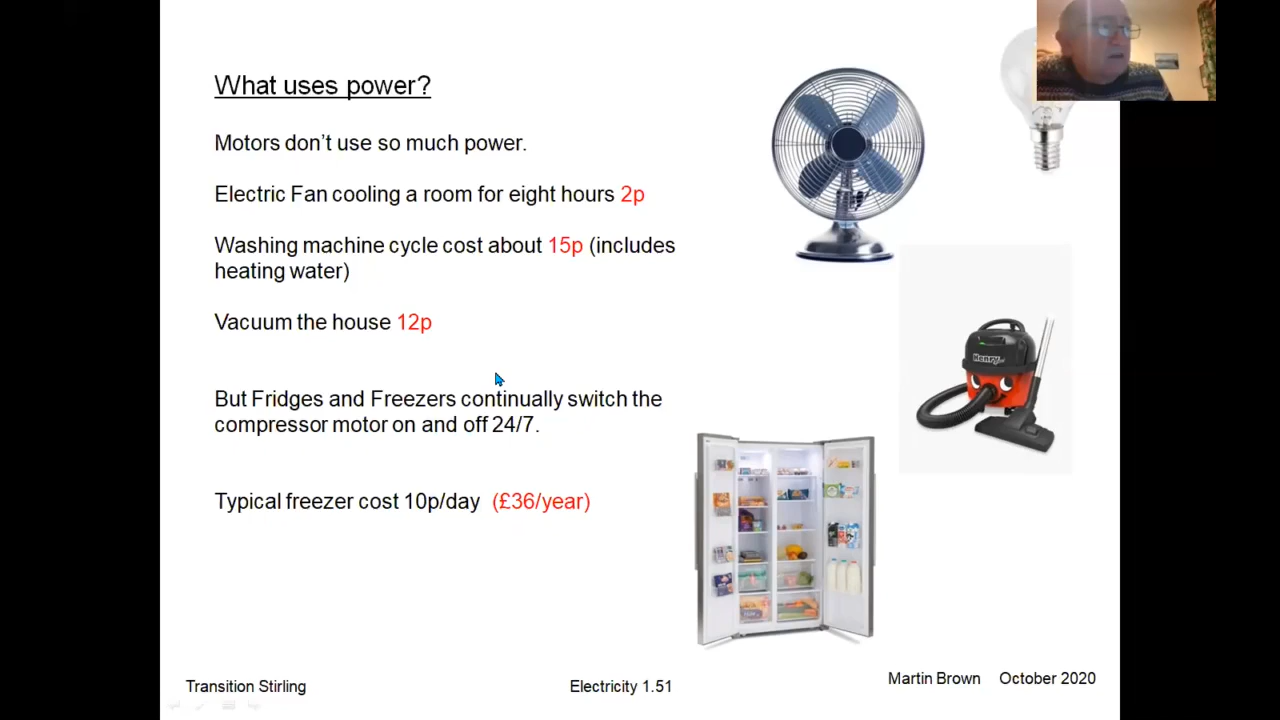 What uses power?
Motors don’t use so much power.
Electric Fan cooling a room for eight hours 2p
Washing machine cycle cost about 15p (includes
heating water)
Vacuum the house 12p
Henry
But Fridges and Freezers continually switch the
compressor motor on and off 24/7.
Typical freezer cost 10p/day (£36/year)
Transition Stirling
Electricity 1.51
Martin Brown October 2020